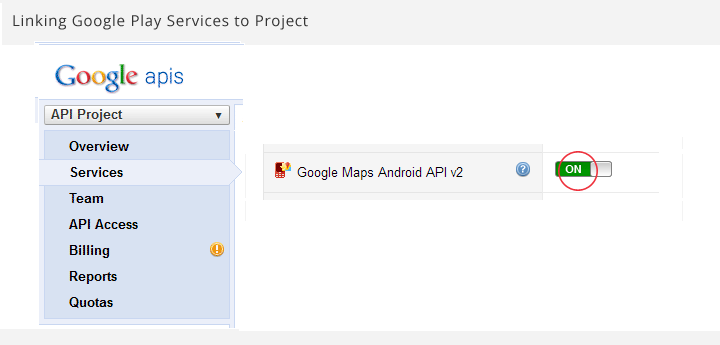 Linking Google Play Services to Project
Google apis
API Project
Overview
Services
Team
API Access
Billing
Reports
Quotas
Google Maps Android API v2
?
ON